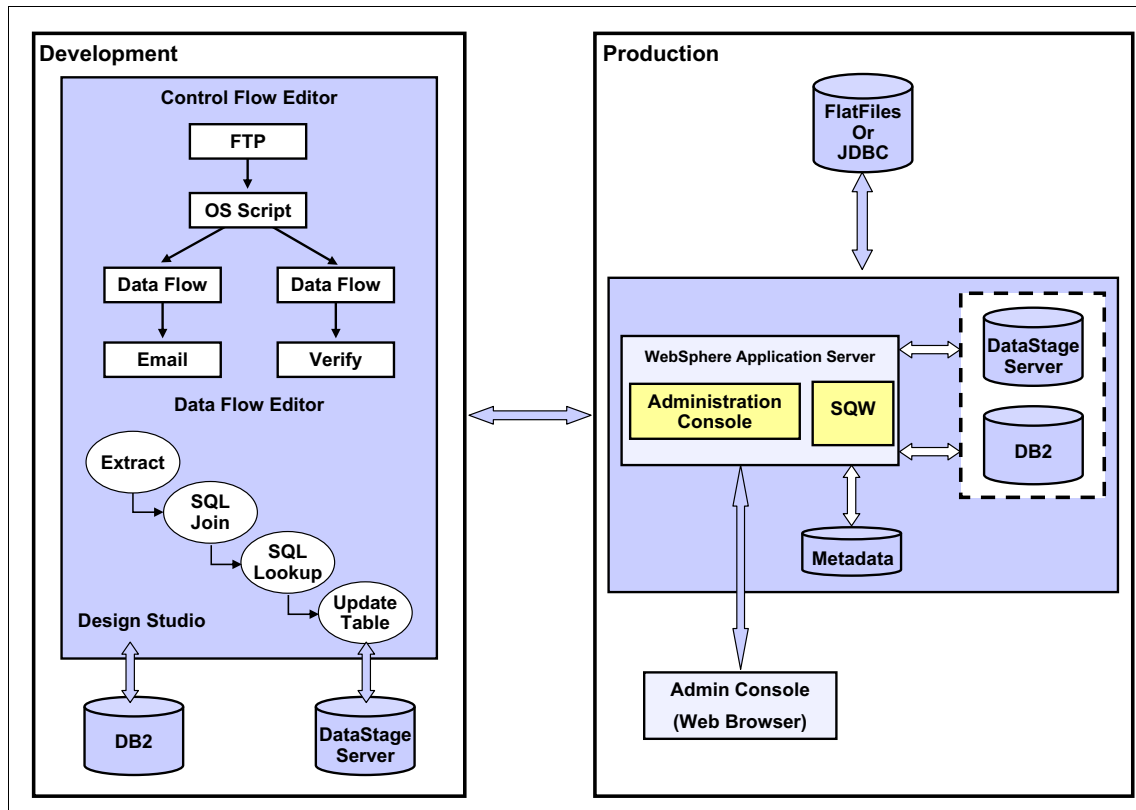 Development
Control Flow Editor
FTP
OS Script
Data Flow
Data Flow
Email
Verify
Data Flow Editor
Extract
SQL
Join
SQL
Lookup
Update
Table
Design Studio
DB2
DataStage
Server
Production
FlatFiles
Or
JDBC
WebSphere Application Server
Administration
Console
SQW
DataStage
Server
DB2
Metadata
Admin Console
(Web Browser)